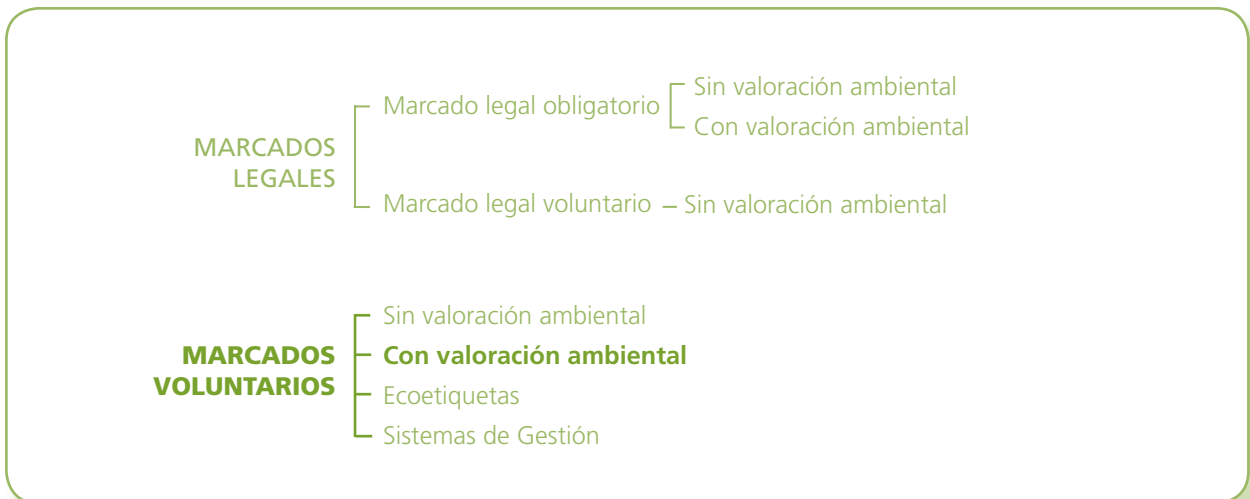 MARCADOS
LEGALES
Marcado legal obligatorio
Sin valoración ambiental
Con valoración ambiental
Marcado legal voluntario – Sin valoración ambiental
MARCADOS
VOLUNTARIOS
Sin valoración ambiental
Con valoración ambiental
Ecoetiquetas
Sistemas de Gestión